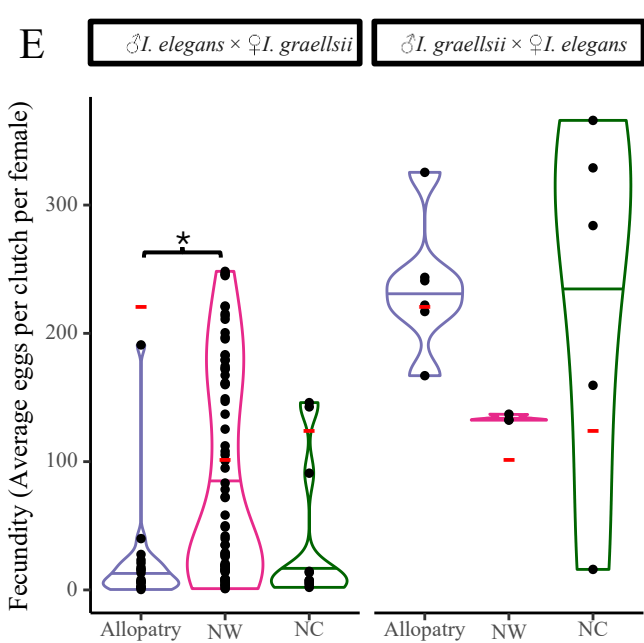 E
♂I. elegans × ♀I. graellsii
♂I. graellsii × ♀I. elegans
Fecundity (Average eggs per clutch per female)
300
200
100
0
*
Allopatry
NW
NC
Allopatry
NW
NC